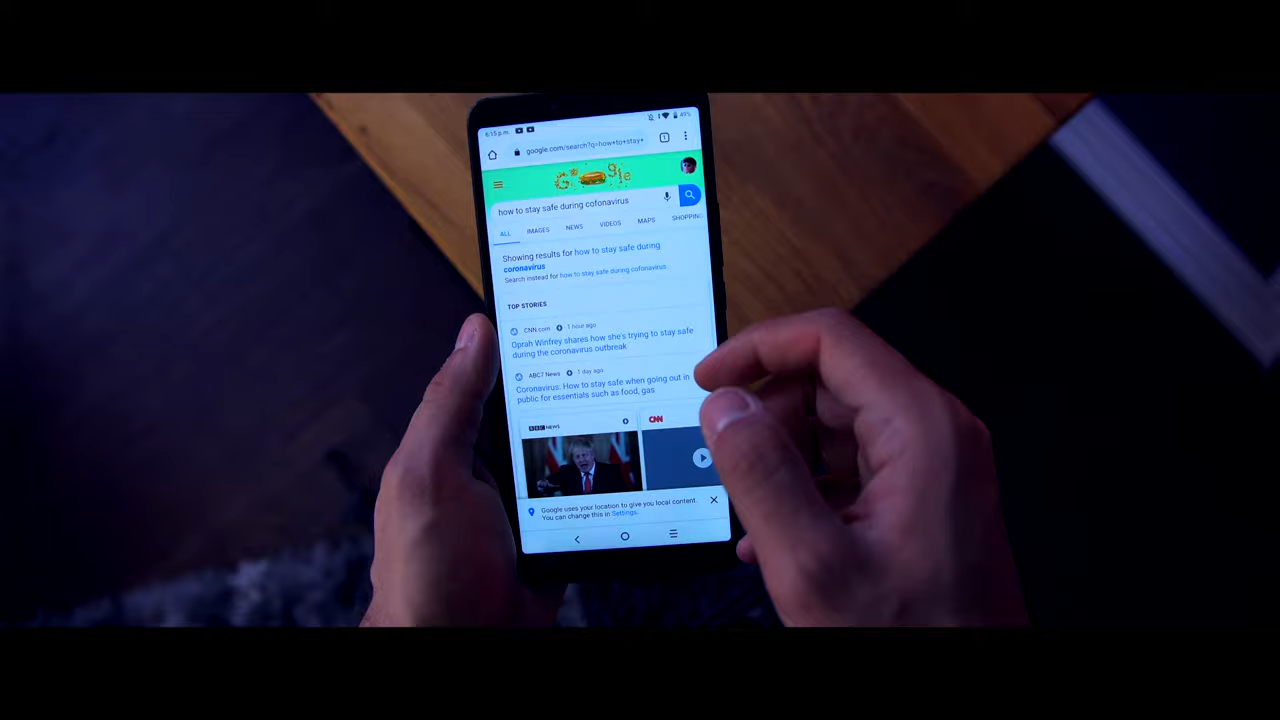 6:15 p.m. 49%
google.com/search?q=how+to+stay+
1
how to stay safe during cofonavirus
ALL IMAGES NEWS VIDEOS MAPS SHOPPING
Showing results for how to stay safe during
coronavirus
Search instead for how to stay safe during cofonavirus
TOP STORIES
CNN.com 1 hour ago
Oprah Winfrey shares how she's trying to stay safe
during the coronavirus outbreak
ABC7 News 1 day ago
Coronavirus: How to stay safe when going out in
public for essentials such as food, gas
BBC NEWS CNN
Google uses your location to give you local content.
You can change this in Settings.